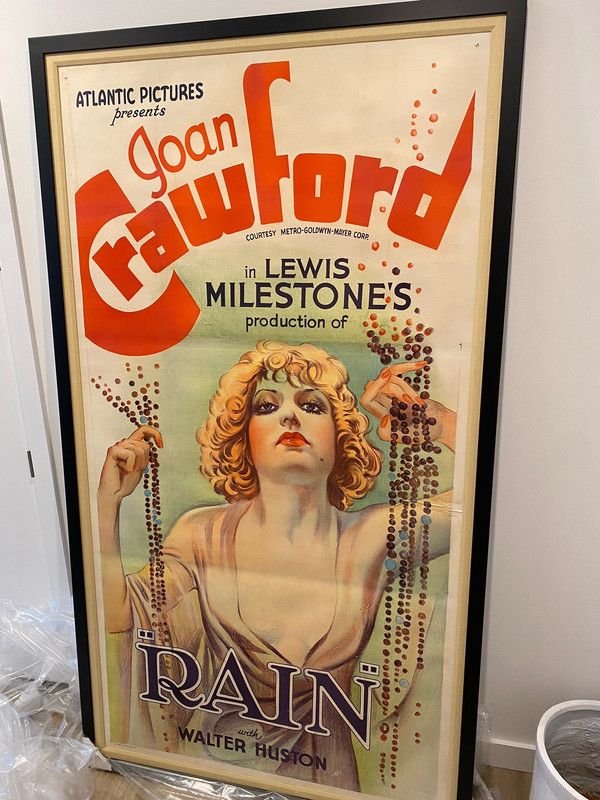 ATLANTIC PICTURES
presents
Joan
Crawford
COURTESY METRO-GOLDWYN-MAYER CORP.
in LEWIS
MILESTONE'S
production of
"RAIN"
with
WALTER HUSTON